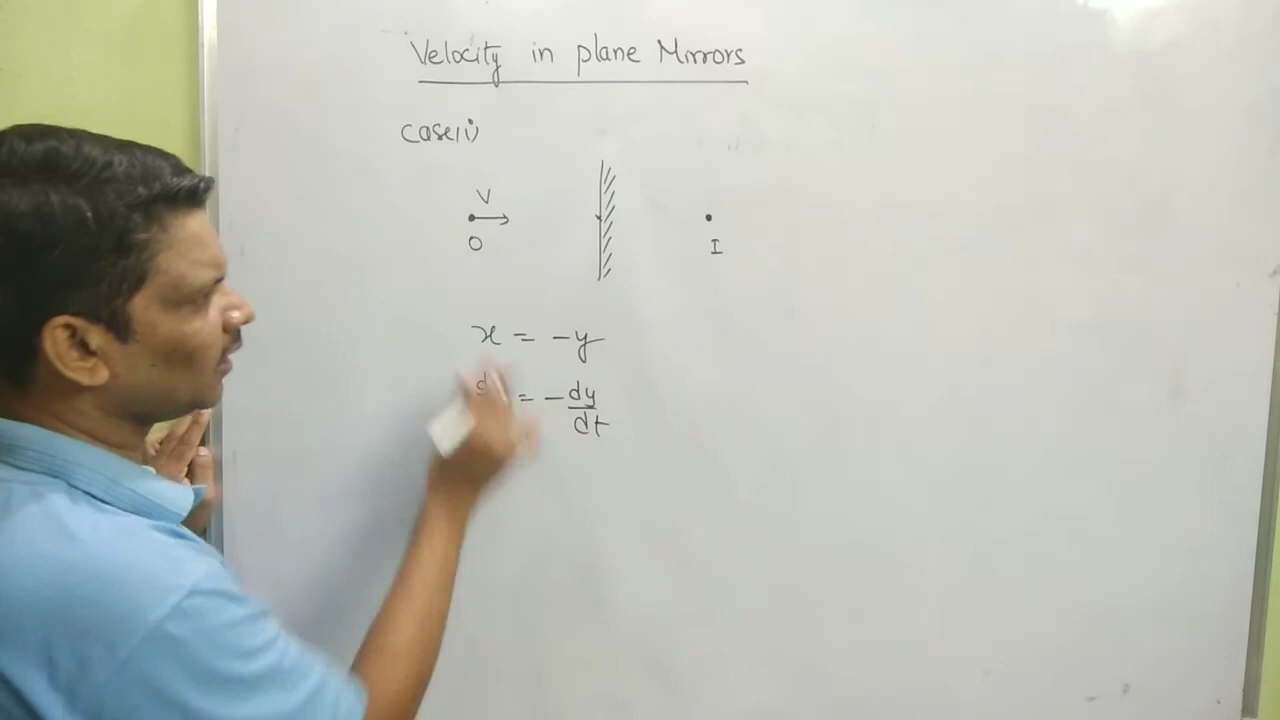 Velocity in plane Mirrors
Case(i)
V
O
I
x = -y
d = - dy/dt